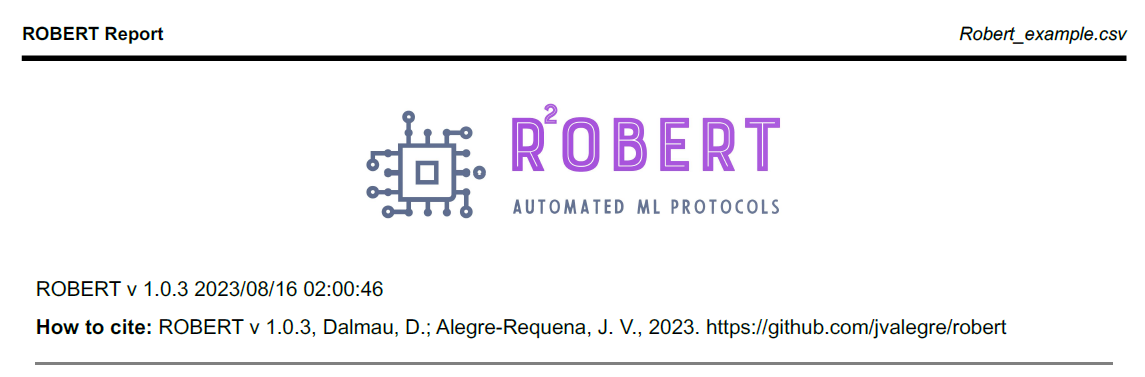 ROBERT Report Robert_example.csv
R2OBERT
AUTOMATED ML PROTOCOLS
ROBERT v 1.0.3 2023/08/16 02:00:46
How to cite: ROBERT v 1.0.3, Dalmau, D.; Alegre-Requena, J. V., 2023. https://github.com/jvalegre/robert